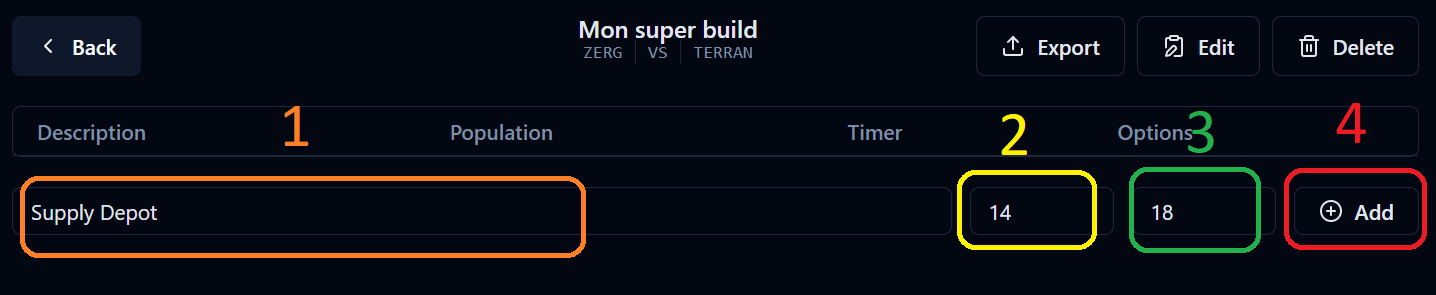 Back
Mon super build
ZERG VS TERRAN
Export
Edit
Delete
1 2 3 4
Description Population Timer Options
Supply Depot 14 18 Add